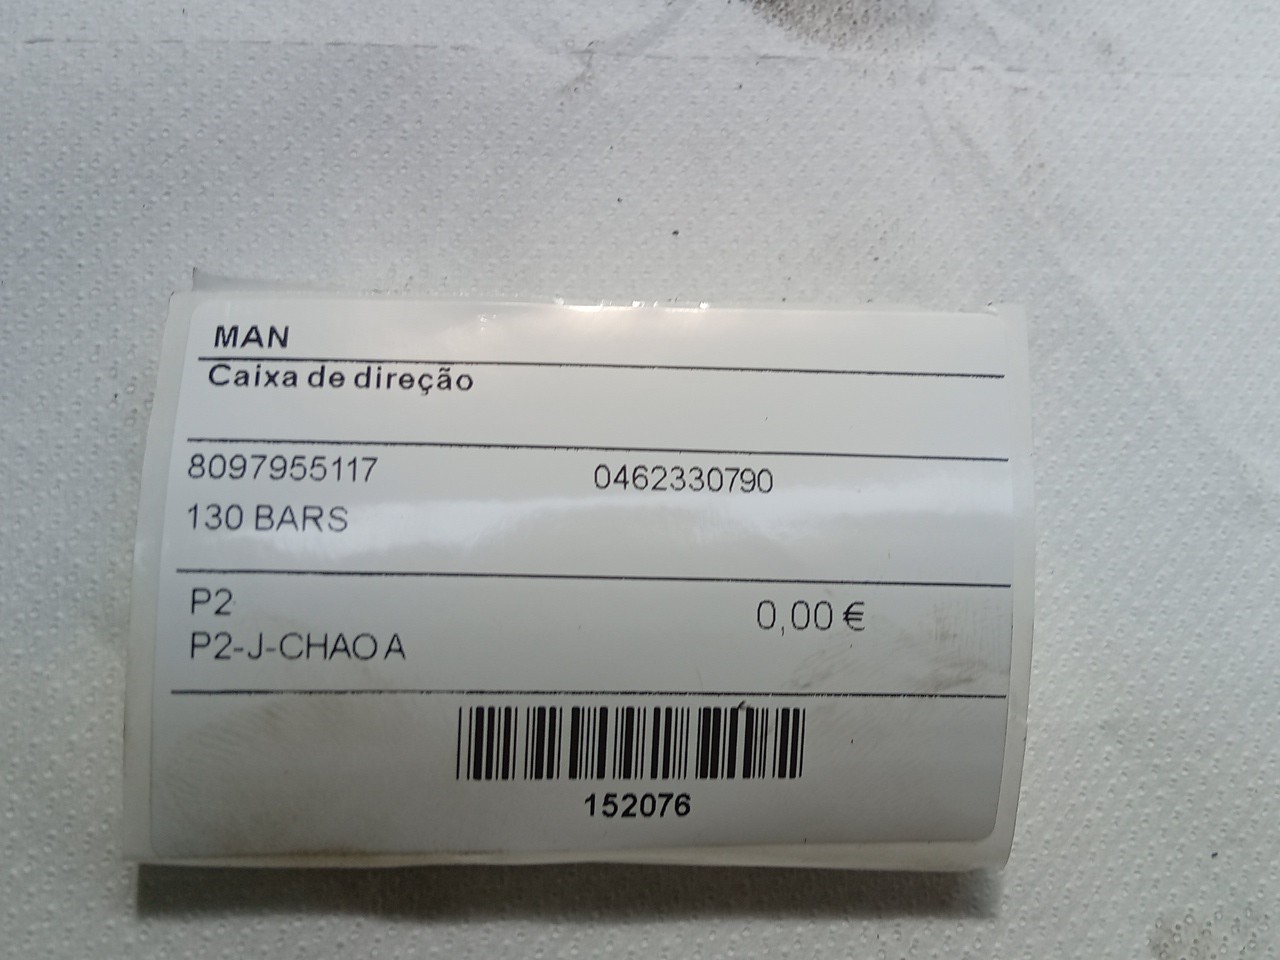 MAN
Caixa de direção
8097955117 0462330790
130 BARS
P2 0,00 €
P2-J-CHAO A
152076